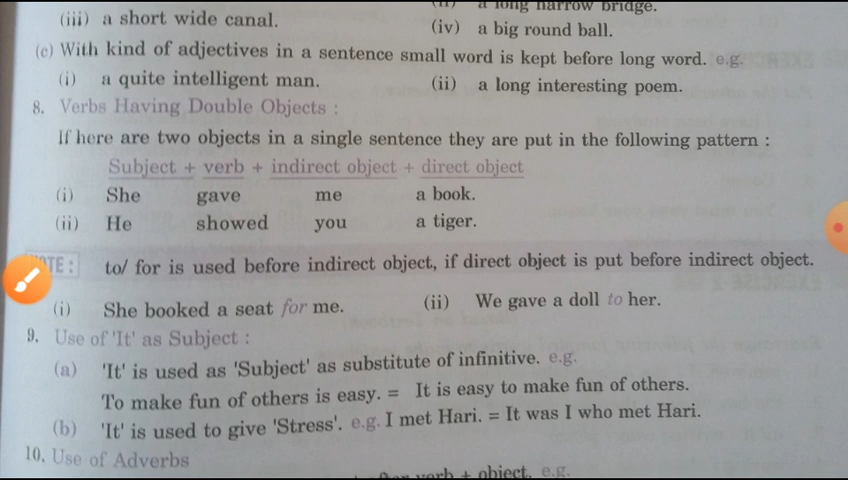 (iii) a short wide canal. (ii) a long narrow bridge.
(iv) a big round ball.
(c) With kind of adjectives in a sentence small word is kept before long word. e.g.
(i) a quite intelligent man. (ii) a long interesting poem.
8. Verbs Having Double Objects :
If here are two objects in a single sentence they are put in the following pattern :
Subject + verb + indirect object + direct object
(i) She gave me a book.
(ii) He showed you a tiger.
NOTE : to/ for is used before indirect object, if direct object is put before indirect object.
(i) She booked a seat for me. (ii) We gave a doll to her.
9. Use of 'It' as Subject :
(a) 'It' is used as 'Subject' as substitute of infinitive. e.g.
To make fun of others is easy. = It is easy to make fun of others.
(b) 'It' is used to give 'Stress'. e.g. I met Hari. = It was I who met Hari.
10. Use of Adverbs
after verb + object. e.g.